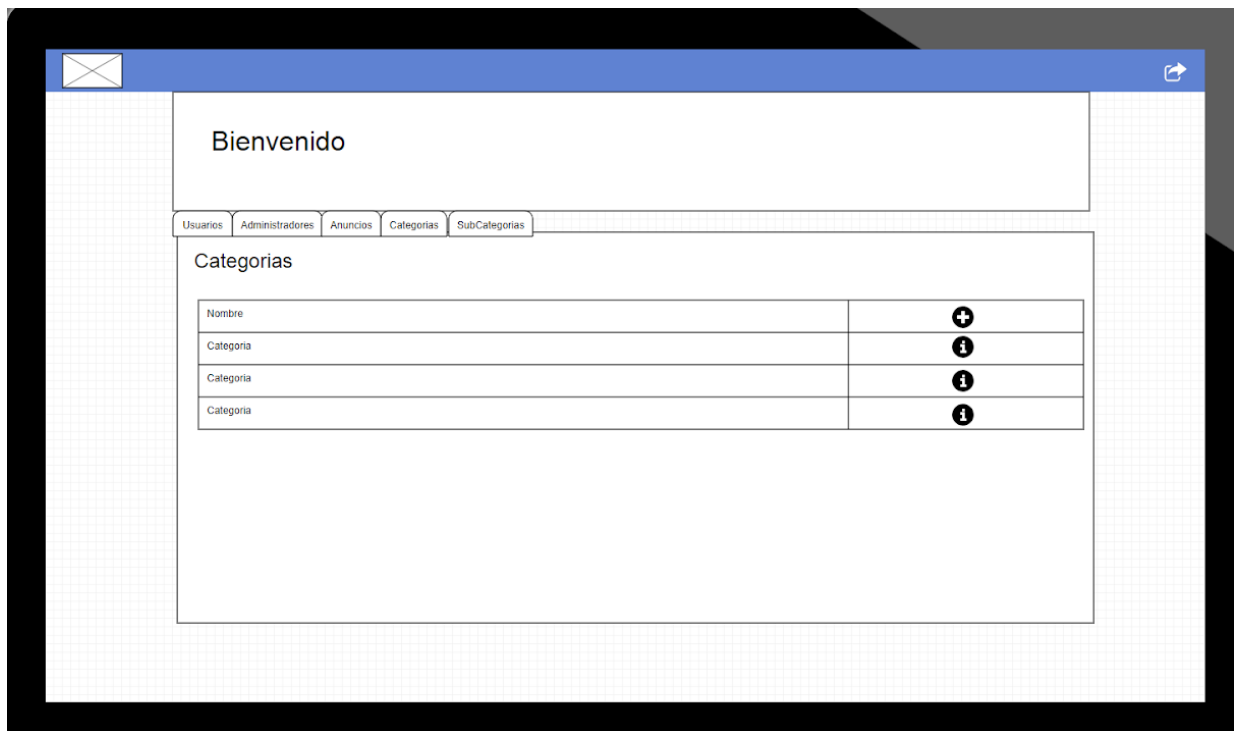 Bienvenido
Usuarios Administradores Anuncios Categorias SubCategorias
Categorias
Nombre
Categoria
Categoria
Categoria